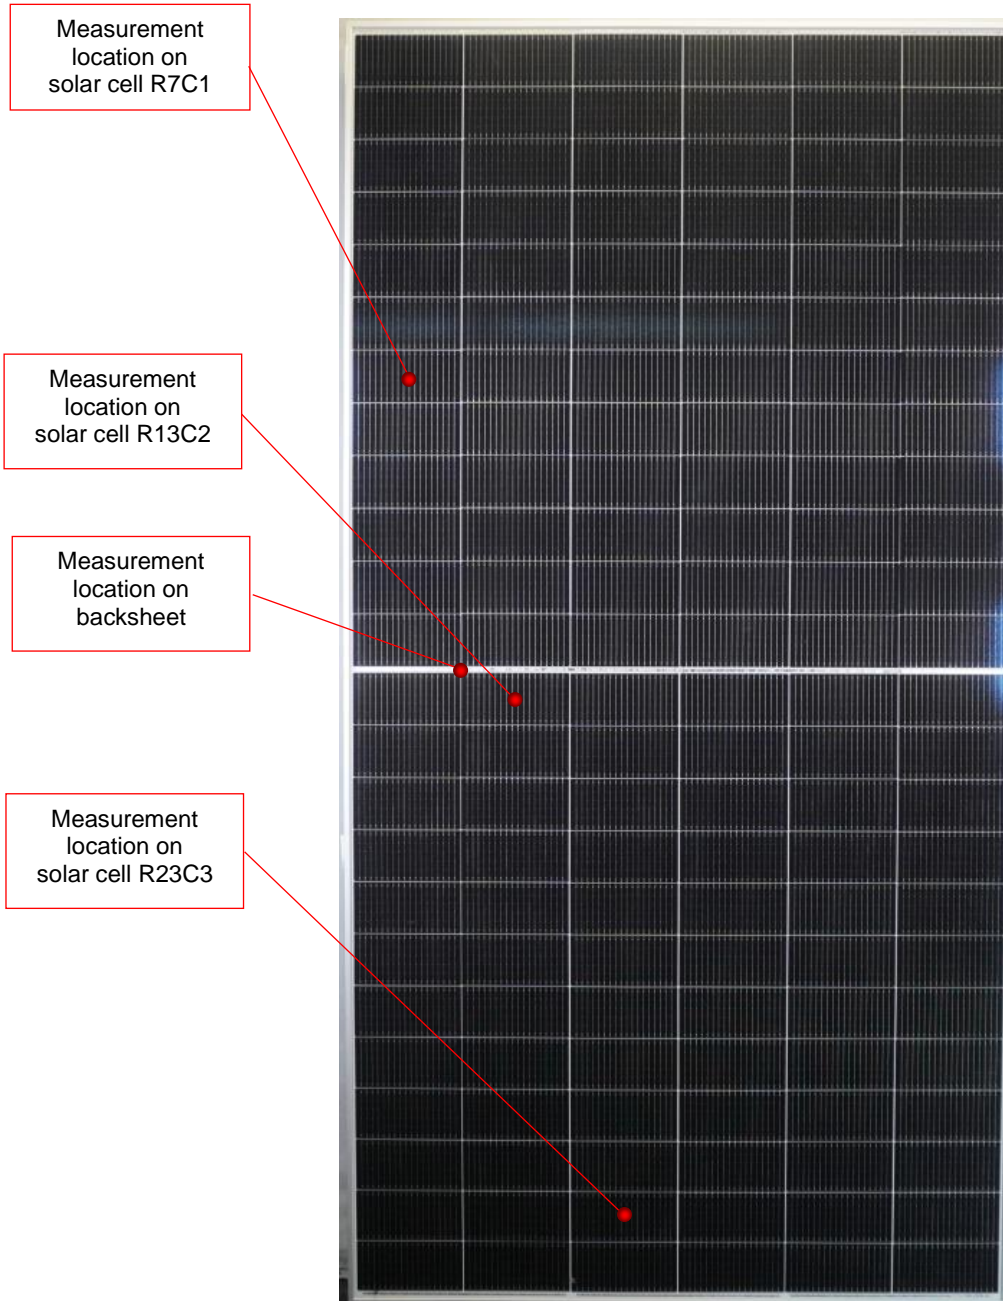 Measurement
location on
solar cell R7C1
Measurement
location on
solar cell R13C2
Measurement
location on
backsheet
Measurement
location on
solar cell R23C3